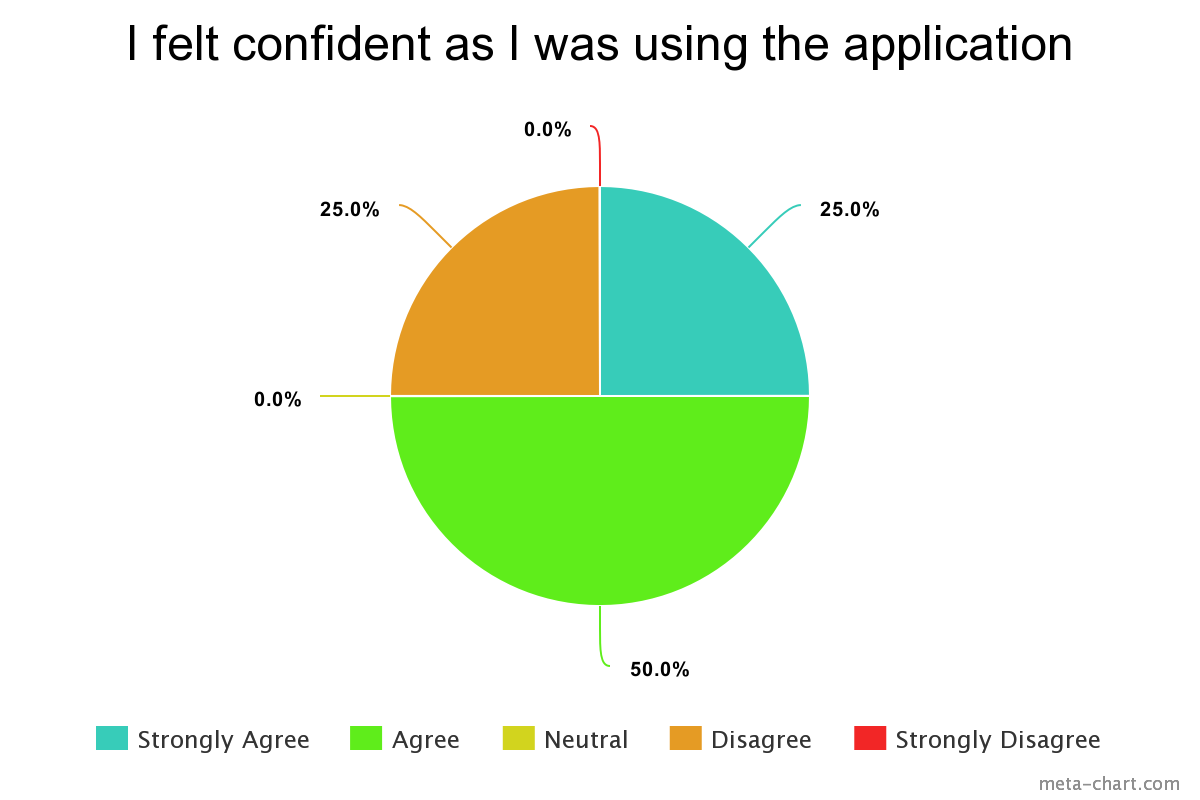 I felt confident as I was using the application
0.0%
25.0%
25.0%
0.0%
50.0%
Strongly Agree
Agree
Neutral
Disagree
Strongly Disagree
meta-chart.com